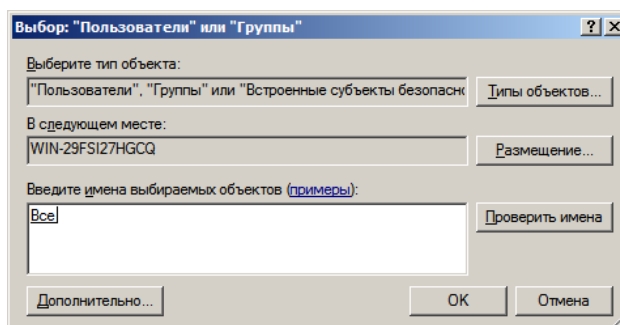 Выбор: "Пользователи" или "Группы"
Выберите тип объекта:
"Пользователи", "Группы" или "Встроенные субъекты безопасно
Типы объектов...
В следующем месте:
WIN-29FSI27HGCQ
Размещение...
Введите имена выбираемых объектов (примеры):
Все
Проверить имена
Дополнительно...
OK
Отмена